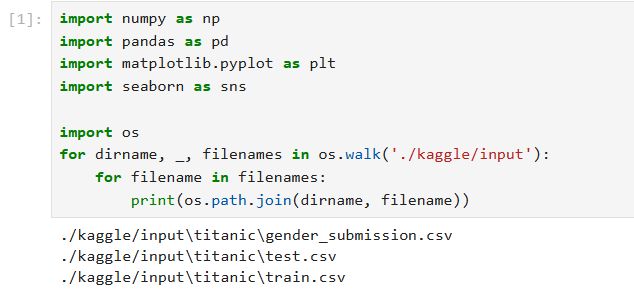 [1]: import numpy as np
import pandas as pd
import matplotlib.pyplot as plt
import seaborn as sns

import os
for dirname, _, filenames in os.walk('./kaggle/input'):
    for filename in filenames:
        print(os.path.join(dirname, filename))
./kaggle/input\titanic\gender_submission.csv
./kaggle/input\titanic\test.csv
./kaggle/input\titanic\train.csv